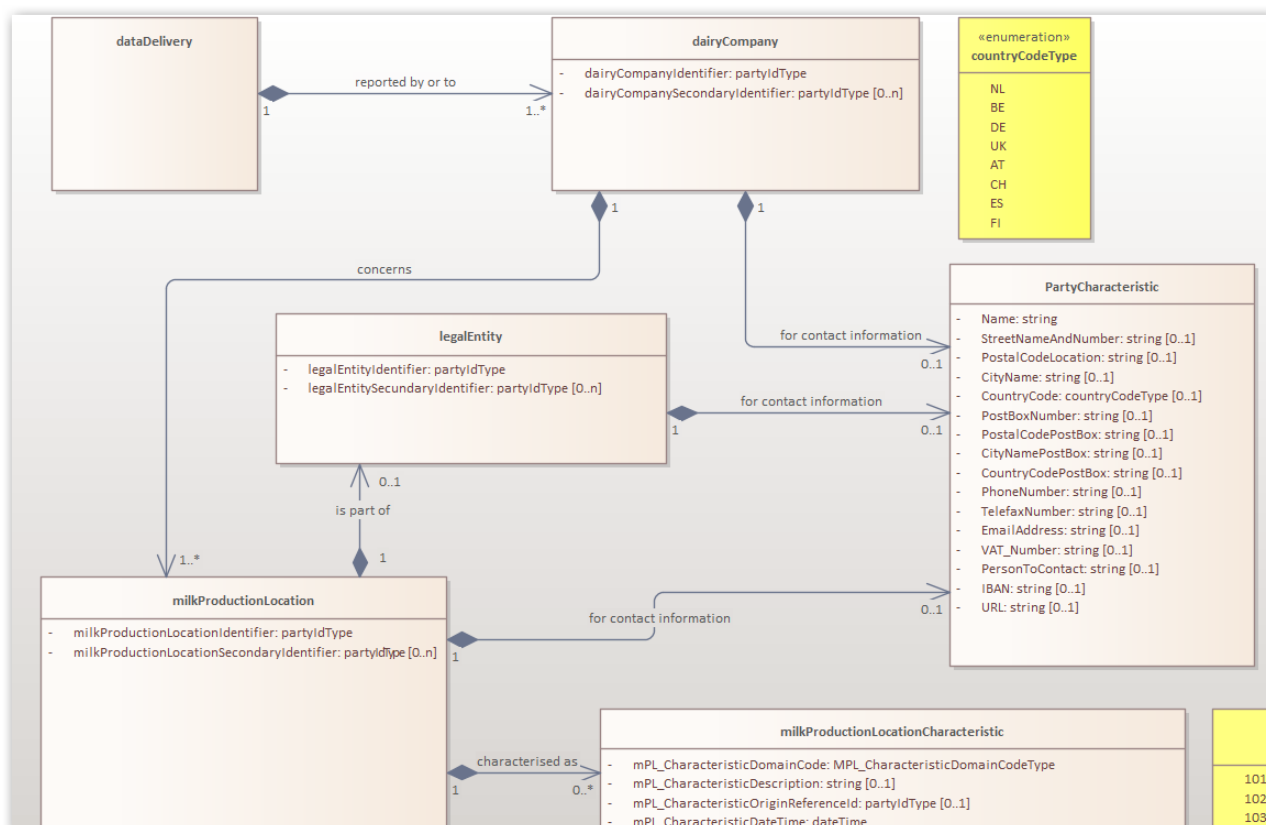 dataDelivery
reported by or to
1
1..*
dairyCompany
- dairyCompanyIdentifier: partyIdType
- dairyCompanySecondaryIdentifier: partyIdType [0..n]
«enumeration»
countryCodeType
NL
BE
DE
UK
AT
CH
ES
FI
1
1
concerns
for contact information
0..1
legalEntity
- legalEntityIdentifier: partyIdType
- legalEntitySecundaryIdentifier: partyIdType [0..n]
for contact information
1
0..1
PartyCharacteristic
- Name: string
- StreetNameAndNumber: string [0..1]
- PostalCodeLocation: string [0..1]
- CityName: string [0..1]
- CountryCode: countryCodeType [0..1]
- PostBoxNumber: string [0..1]
- PostalCodePostBox: string [0..1]
- CityNamePostBox: string [0..1]
- CountryCodePostBox: string [0..1]
- PhoneNumber: string [0..1]
- TelefaxNumber: string [0..1]
- EmailAddress: string [0..1]
- VAT_Number: string [0..1]
- PersonToContact: string [0..1]
- IBAN: string [0..1]
- URL: string [0..1]
0..1
is part of
1
1..*
milkProductionLocation
- milkProductionLocationIdentifier: partyIdType
- milkProductionLocationSecondaryIdentifier: partyIdType [0..n]
for contact information
1
0..1
characterised as
1
0..*
milkProductionLocationCharacteristic
- mPL_CharacteristicDomainCode: MPL_CharacteristicDomainCodeType
- mPL_CharacteristicDescription: string [0..1]
- mPL_CharacteristicOriginReferenceId: partyIdType [0..1]
- mPL_CharacteristicDateTime: dateTime
101
102
103